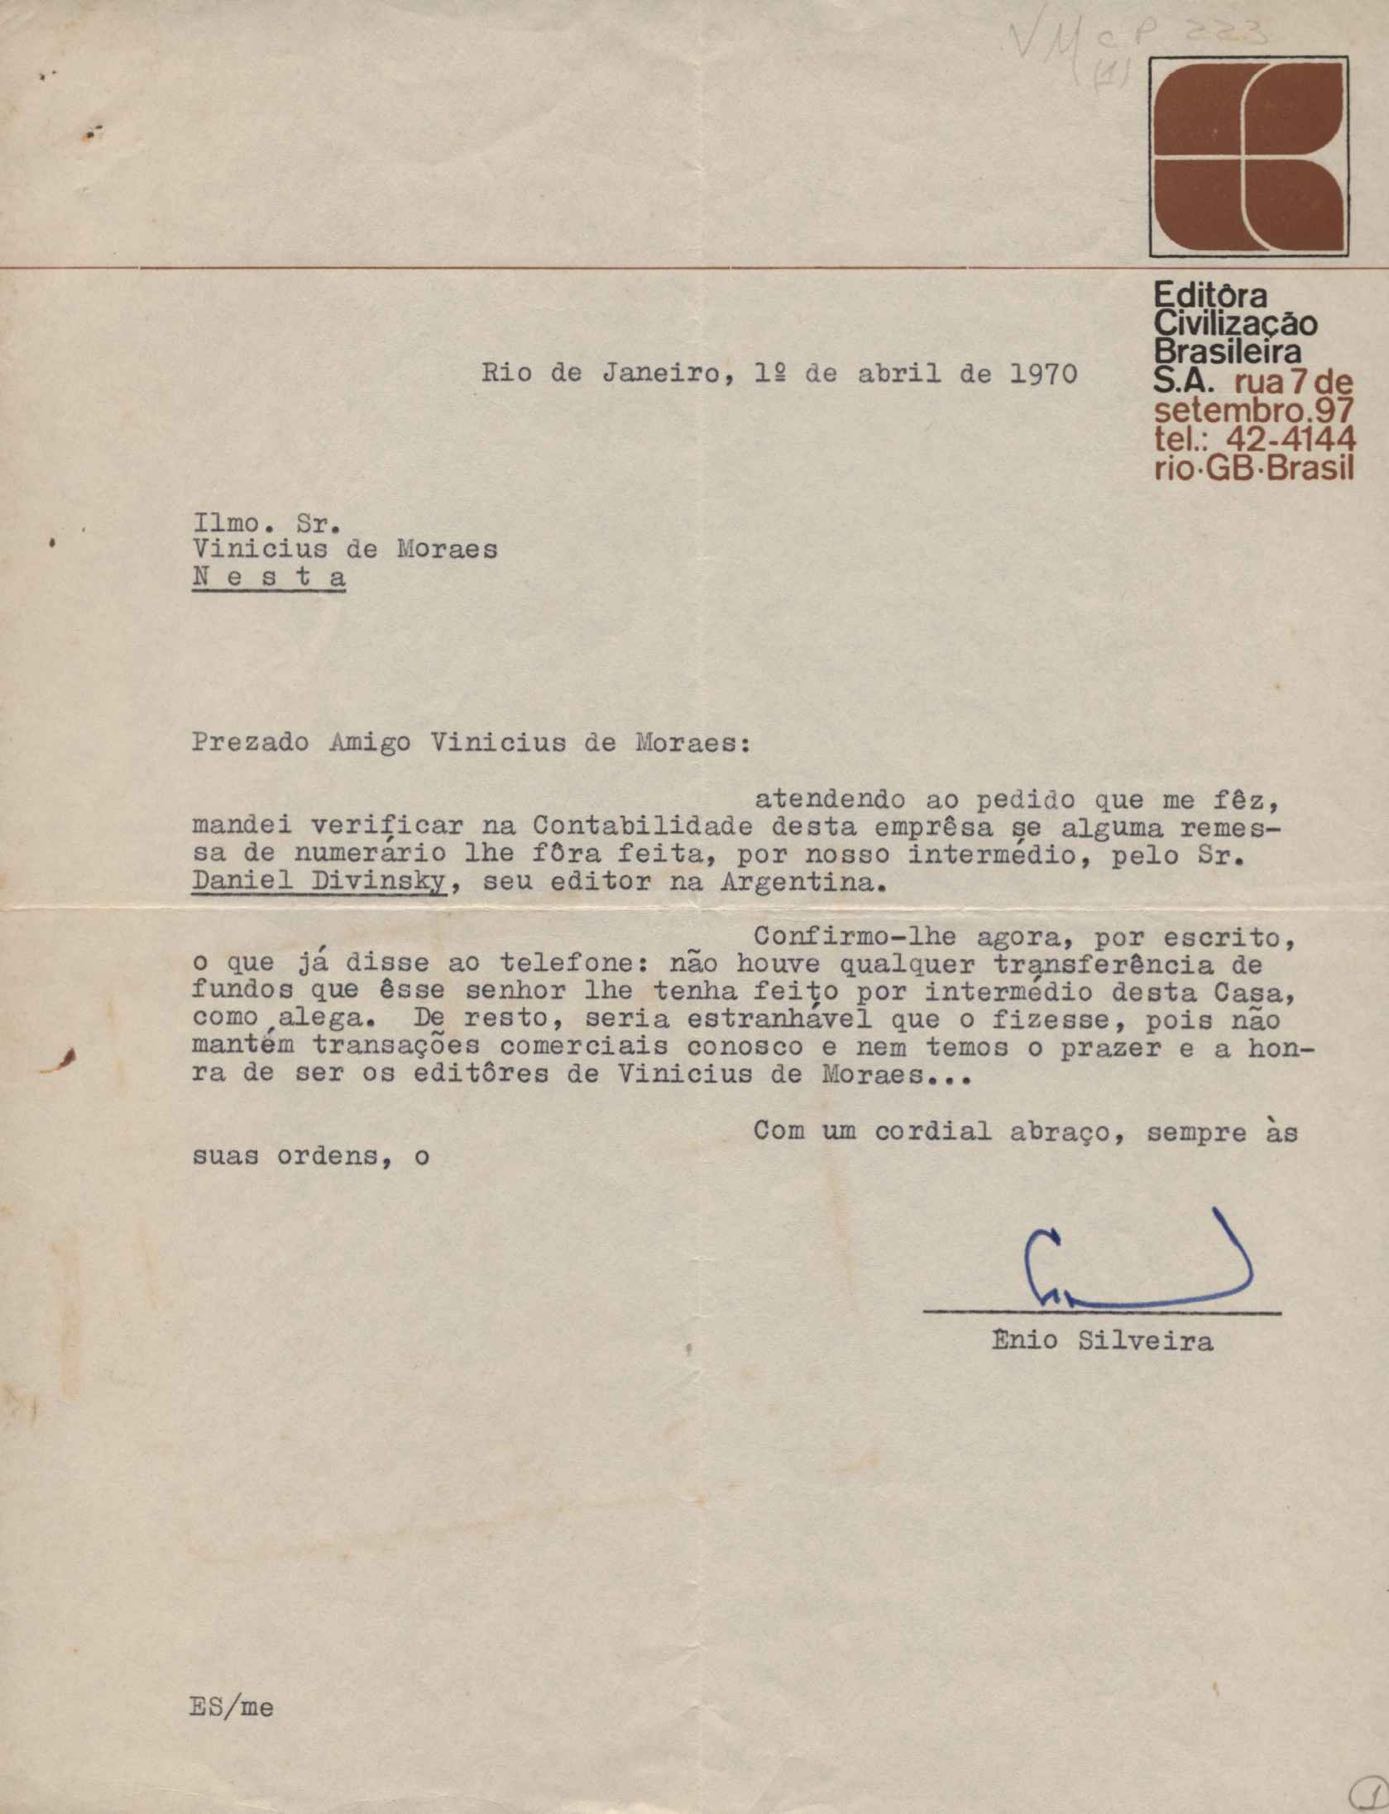 VMcP 223
(1)
Editôra
Civilização
Brasileira
S.A. rua 7 de
setembro.97
tel.: 42-4144
rio·GB·Brasil
Rio de Janeiro, 1º de abril de 1970
Ilmo. Sr.
Vinicius de Moraes
N e s t a
Prezado Amigo Vinicius de Moraes:
atendendo ao pedido que me fêz,
mandei verificar na Contabilidade desta emprêsa se alguma remes-
sa de numerário lhe fôra feita, por nosso intermédio, pelo Sr.
Daniel Divinsky, seu editor na Argentina.
Confirmo-lhe agora, por escrito,
o que já disse ao telefone: não houve qualquer transferência de
fundos que êsse senhor lhe tenha feito por intermédio desta Casa,
como alega. De resto, seria estranhável que o fizesse, pois não
mantém transações comerciais conosco e nem temos o prazer e a hon-
ra de ser os editôres de Vinicius de Moraes...
Com um cordial abraço, sempre às
suas ordens, o
Ênio Silveira
ES/me
1